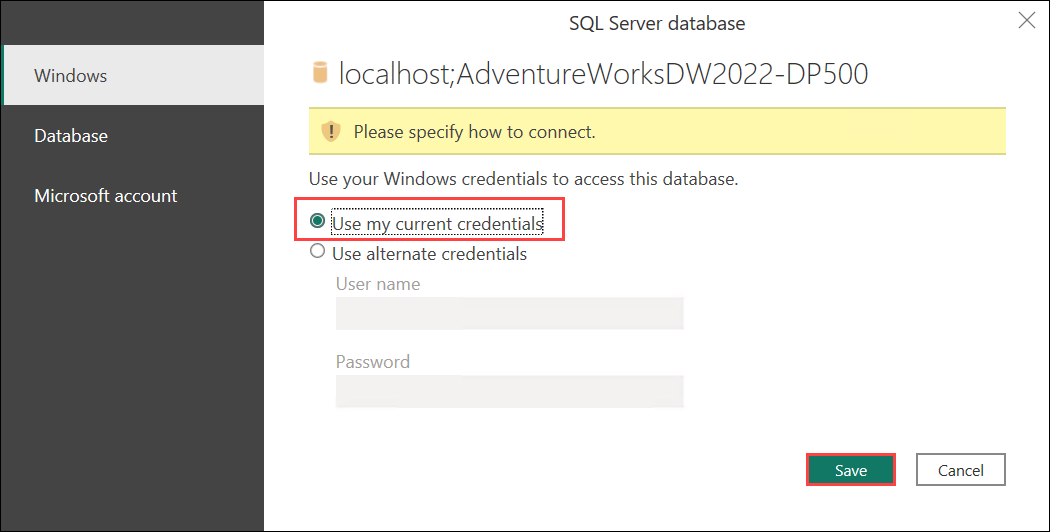 SQL Server database
Windows
Database
Microsoft account
localhost;AdventureWorksDW2022-DP500
Please specify how to connect.
Use your Windows credentials to access this database.
Use my current credentials
Use alternate credentials
User name
Password
Save
Cancel